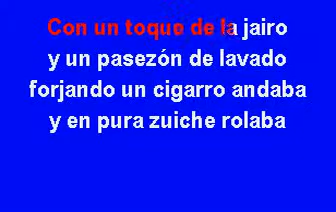 Con un toque de la jairo
y un pasezón de lavado
forjando un cigarro andaba
y en pura zuiche rolaba